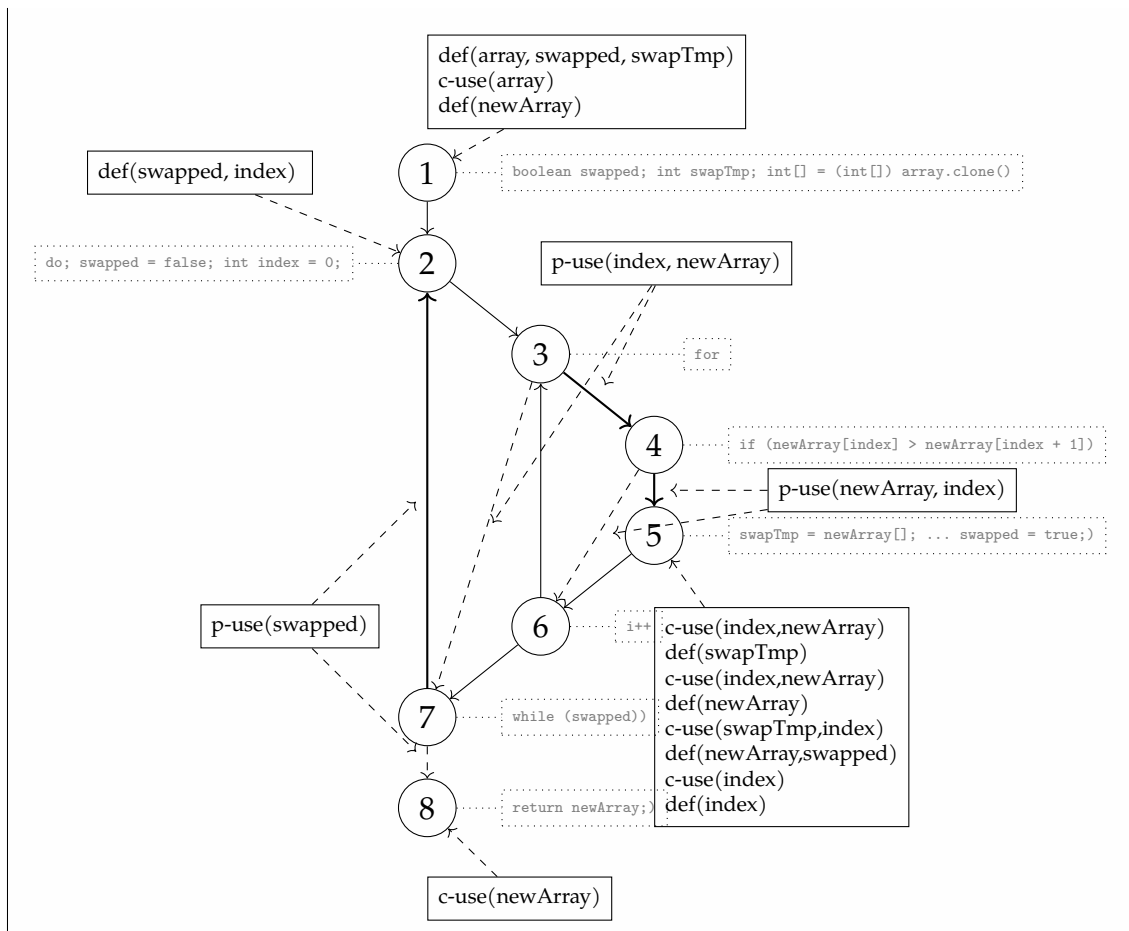 def(array, swapped, swapTmp)
c-use(array)
def(newArray)
def(swapped, index)
1
boolean swapped; int swapTmp; int[] = (int[]) array.clone()
do; swapped = false; int index = 0;
2
p-use(index, newArray)
3
for
4
if (newArray[index] > newArray[index + 1])
p-use(newArray, index)
5
swapTmp = newArray[]; ... swapped = true;)
p-use(swapped)
6
i++
c-use(index,newArray)
def(swapTmp)
c-use(index,newArray)
def(newArray)
c-use(swapTmp,index)
def(newArray,swapped)
c-use(index)
def(index)
7
while (swapped))
8
return newArray;)
c-use(newArray)